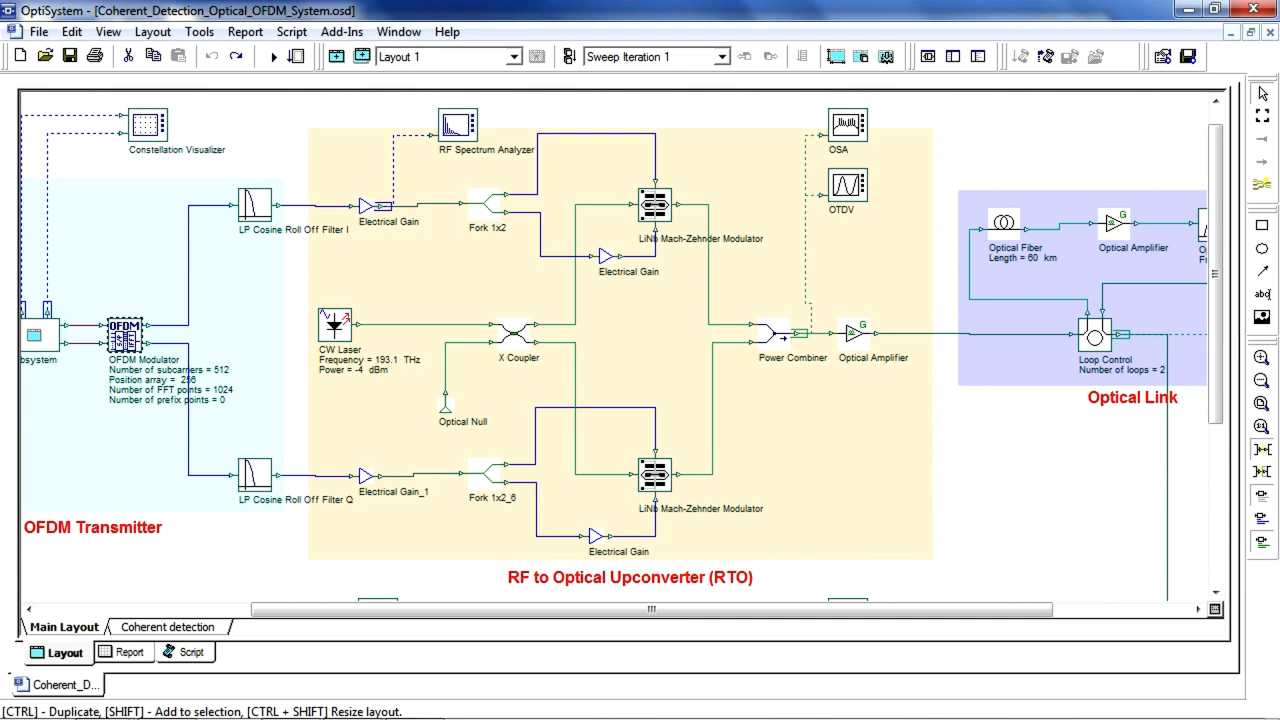 OptiSystem - [Coherent_Detection_Optical_OFDM_System.osd]
File Edit View Layout Tools Report Script Add-Ins Window Help
Layout 1
Sweep Iteration 1
Constellation Visualizer
RF Spectrum Analyzer
OSA
OTDV
LP Cosine Roll Off Filter I
Electrical Gain
Fork 1x2
LiNb Mach-Zehnder Modulator
Electrical Gain
Optical Fiber
Length = 60 km
G
Optical Amplifier
bsystem
OFDM
OFDM Modulator
Number of subcarriers = 512
Position array = 256
Number of FFT points = 1024
Number of prefix points = 0
CW Laser
Frequency = 193.1 THz
Power = -4 dBm
X Coupler
Power Combiner
G
Optical Amplifier
Loop Control
Number of loops = 2
Optical Link
Optical Null
LP Cosine Roll Off Filter Q
Electrical Gain_1
Fork 1x2_6
LiNb Mach-Zehnder Modulator
Electrical Gain
OFDM Transmitter
RF to Optical Upconverter (RTO)
Main Layout Coherent detection
Layout Report Script
Coherent_D...
[CTRL] - Duplicate, [SHIFT] - Add to selection, [CTRL + SHIFT] Resize layout.